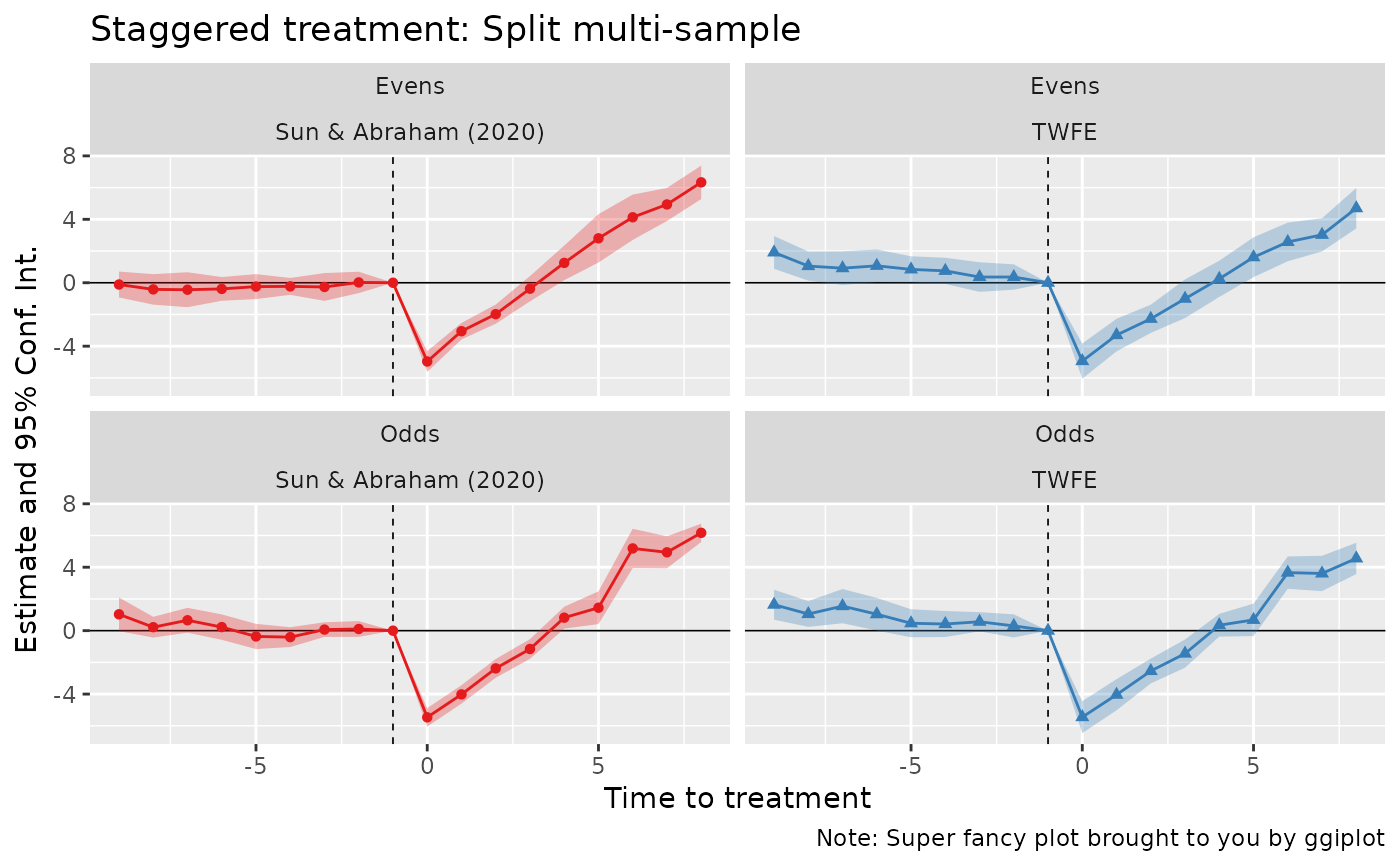 Staggered treatment: Split multi-sample
Evens
Sun & Abraham (2020)
Evens
TWFE
8
4
0
-4
Odds
Sun & Abraham (2020)
Odds
TWFE
8
4
0
-4
Estimate and 95% Conf. Int.
-5
0
5
-5
0
5
Time to treatment
Note: Super fancy plot brought to you by ggiplot